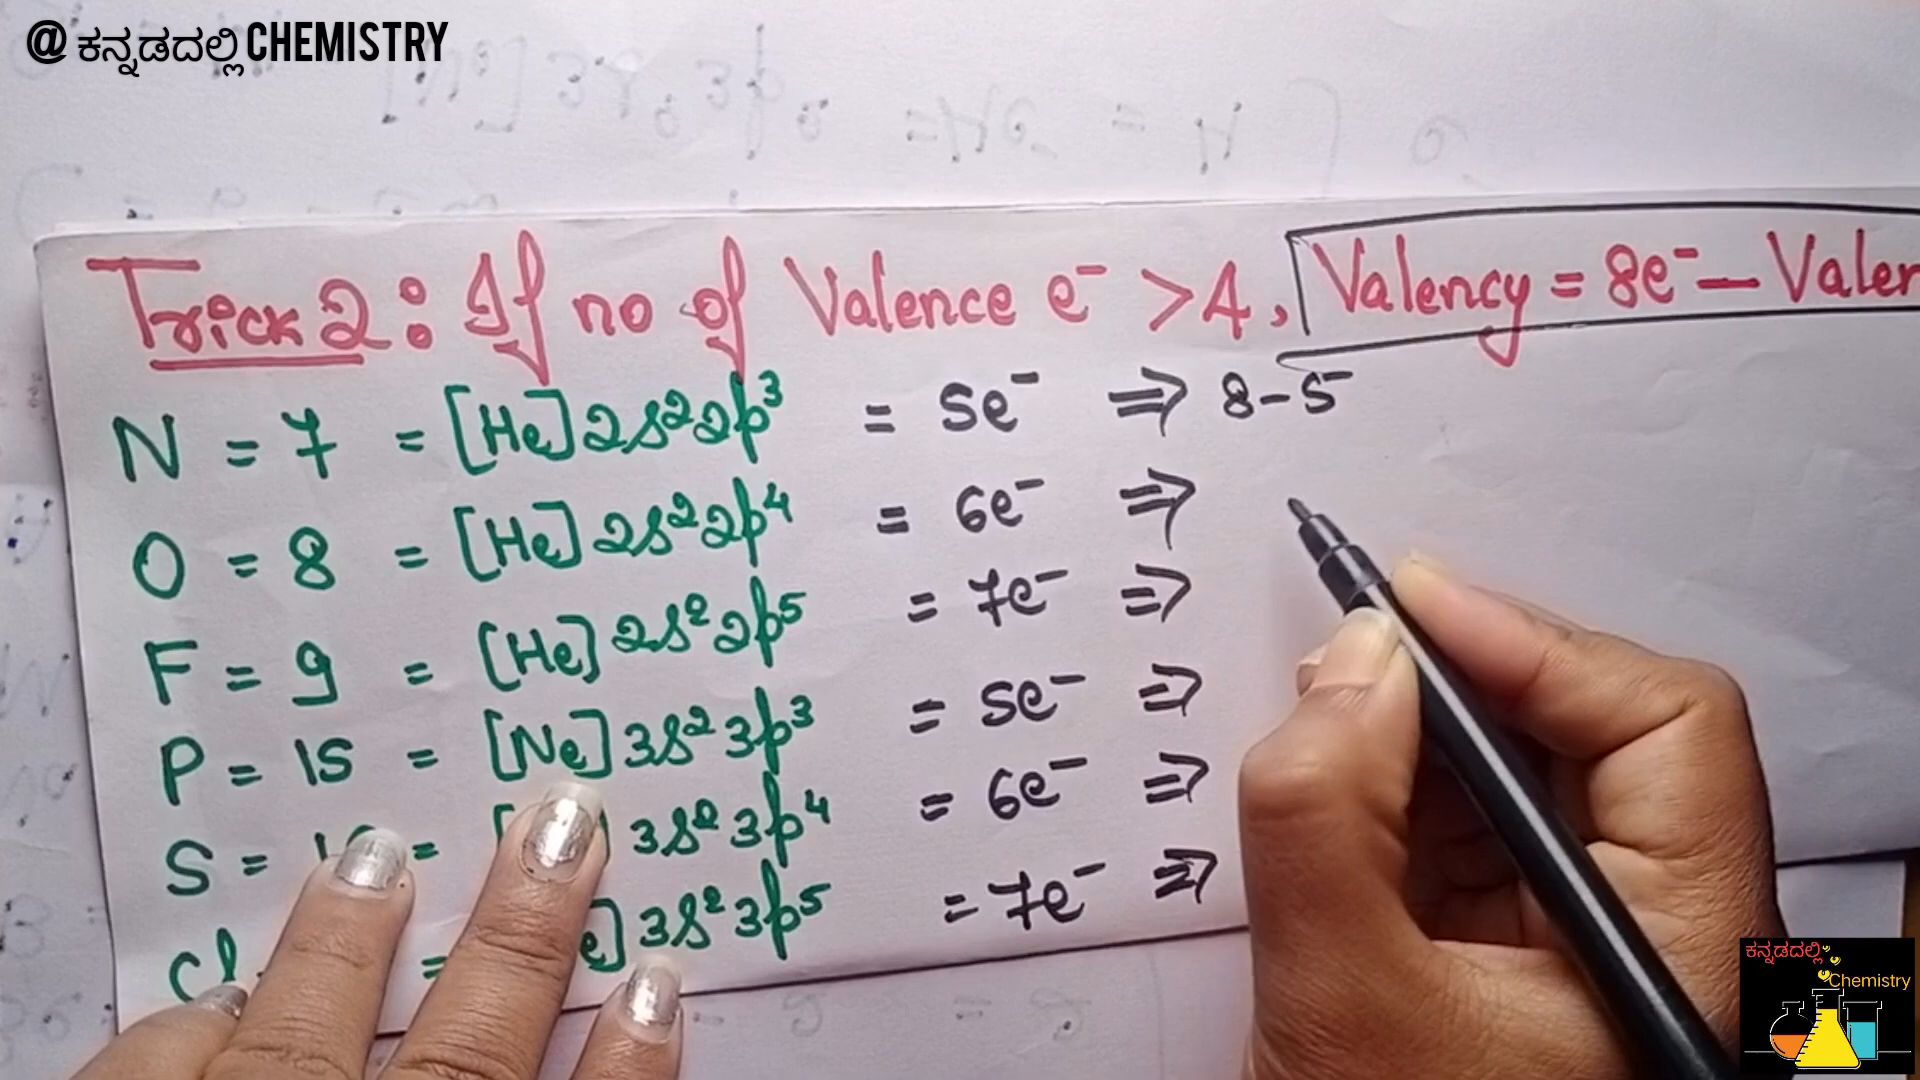 @ ಕನ್ನಡದಲ್ಲಿ CHEMISTRY
Trick 2: If no of Valence e⁻ > 4, Valency = 8e⁻ – Valen
N = 7 = [He] 2s² 2p³ = 5e⁻ ⇒ 8 – 5
O = 8 = [He] 2s² 2p⁴ = 6e⁻ ⇒
F = 9 = [He] 2s² 2p⁵ = 7e⁻ ⇒
P = 15 = [Ne] 3s² 3p³ = 5e⁻ ⇒
S = = 3s² 3p⁴ = 6e⁻ ⇒
Cl = e] 3s² 3p⁵ = 7e⁻ ⇒
ಕನ್ನಡದಲ್ಲಿ
Chemistry